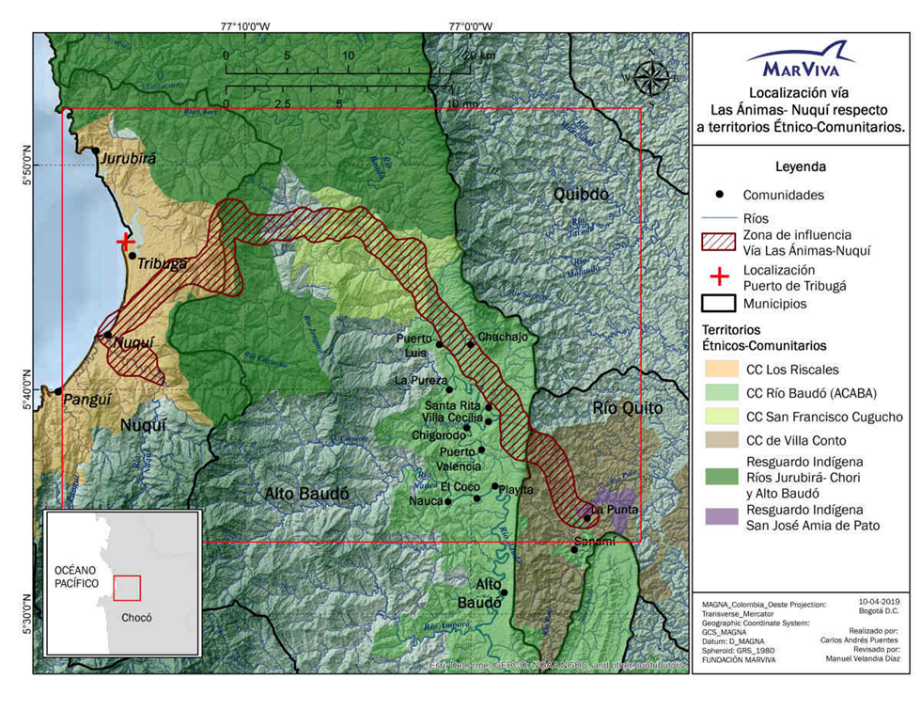 77°10'0"W
77°0'0"W
0 5 10 20 km
0 2,5 5 10 nm
N
W E
S
5°50'0"N
5°40'0"N
5°30'0"N
Jurubirá
Tribugá
Nuquí
Panguí
Nuquí
Quibdo
Río Quito
Alto Baudó
Puerto
Luis
Chachajo
La Pureza
Santa Rita
Villa Cecilia
Chigorodo
Puerto
Valencia
El Coco
Playita
Nauca
La Punta
Sanamí
Alto
Baudó
OCÉANO
PACÍFICO
Chocó
MARVIVA
Localización vía
Las Ánimas- Nuquí respecto
a territorios Étnico-Comunitarios.
Leyenda
Comunidades
Ríos
Zona de influencia
Vía Las Ánimas-Nuquí
Localización
Puerto de Tribugá
Municipios
Territorios
Étnicos-Comunitarios
CC Los Riscales
CC Río Baudó (ACABA)
CC San Francisco Cugucho
CC de Villa Conto
Resguardo Indígena
Ríos Jurubirá- Chori
y Alto Baudó
Resguardo Indígena
San José Amia de Pato
MAGNA_Colombia_Oeste Projection:
Transverse_Mercator
Geographic Coordinate System:
GCS_MAGNA
Datum: D_MAGNA
Spheroid: GRS_1980
FUNDACIÓN MARVIVA
10-04-2019
Bogotá D.C.
Realizado por:
Carlos Andrés Puentes
Revisado por:
Manuel Velandia Díaz